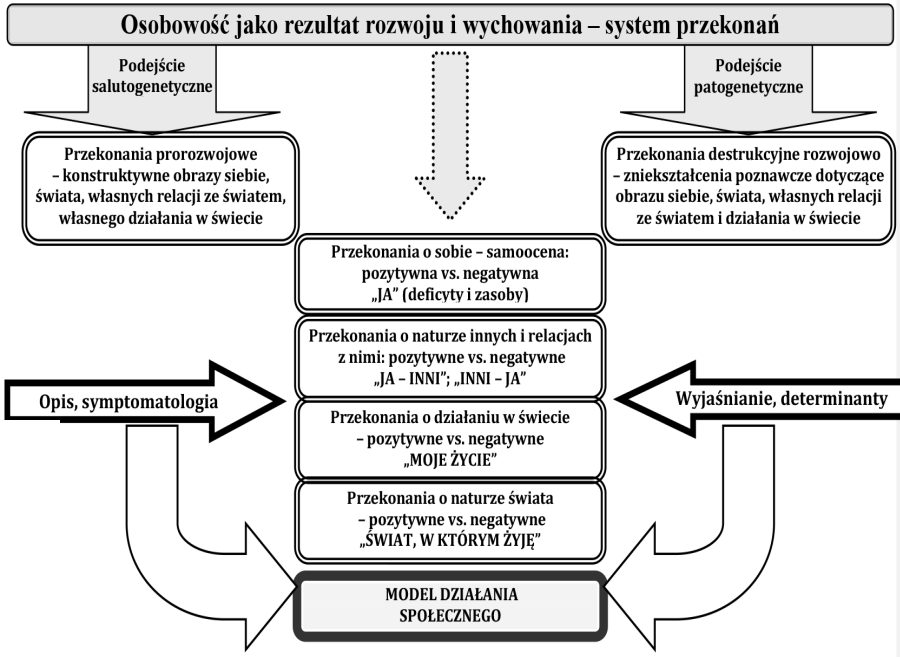 Osobowość jako rezultat rozwoju i wychowania – system przekonań
Podejście
salutogenetyczne
Podejście
patogenetyczne
Przekonania prorozwojowe
– konstruktywne obrazy siebie,
świata, własnych relacji ze światem,
własnego działania w świecie
Przekonania destrukcyjne rozwojowo
– zniekształcenia poznawcze dotyczące
obrazu siebie, świata, własnych relacji
ze światem i działania w świecie
Przekonania o sobie – samoocena:
pozytywna vs. negatywna
„JA” (deficyty i zasoby)
Przekonania o naturze innych i relacjach
z nimi: pozytywne vs. negatywne
„JA – INNI”; „INNI – JA”
Opis, symptomatologia
Wyjaśnianie, determinanty
Przekonania o działaniu w świecie
– pozytywne vs. negatywne
„MOJE ŻYCIE”
Przekonania o naturze świata
– pozytywne vs. negatywne
„ŚWIAT, W KTÓRYM ŻYJĘ”
MODEL DZIAŁANIA
SPOŁECZNEGO